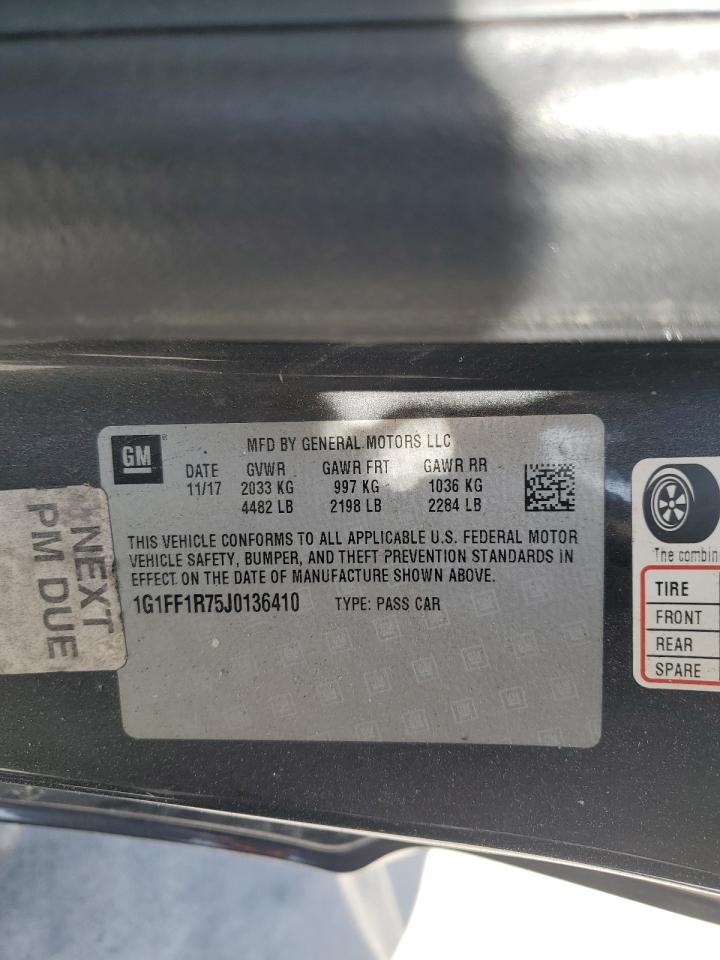 GM ®
MFD BY GENERAL MOTORS LLC
DATE GVWR GAWR FRT GAWR RR
11/17 2033 KG 997 KG 1036 KG
4482 LB 2198 LB 2284 LB
THIS VEHICLE CONFORMS TO ALL APPLICABLE U.S. FEDERAL MOTOR
VEHICLE SAFETY, BUMPER, AND THEFT PREVENTION STANDARDS IN
EFFECT ON THE DATE OF MANUFACTURE SHOWN ABOVE.
1G1FF1R75J0136410 TYPE: PASS CAR
NEXT
PM DUE
The combin
TIRE
FRONT
REAR
SPARE